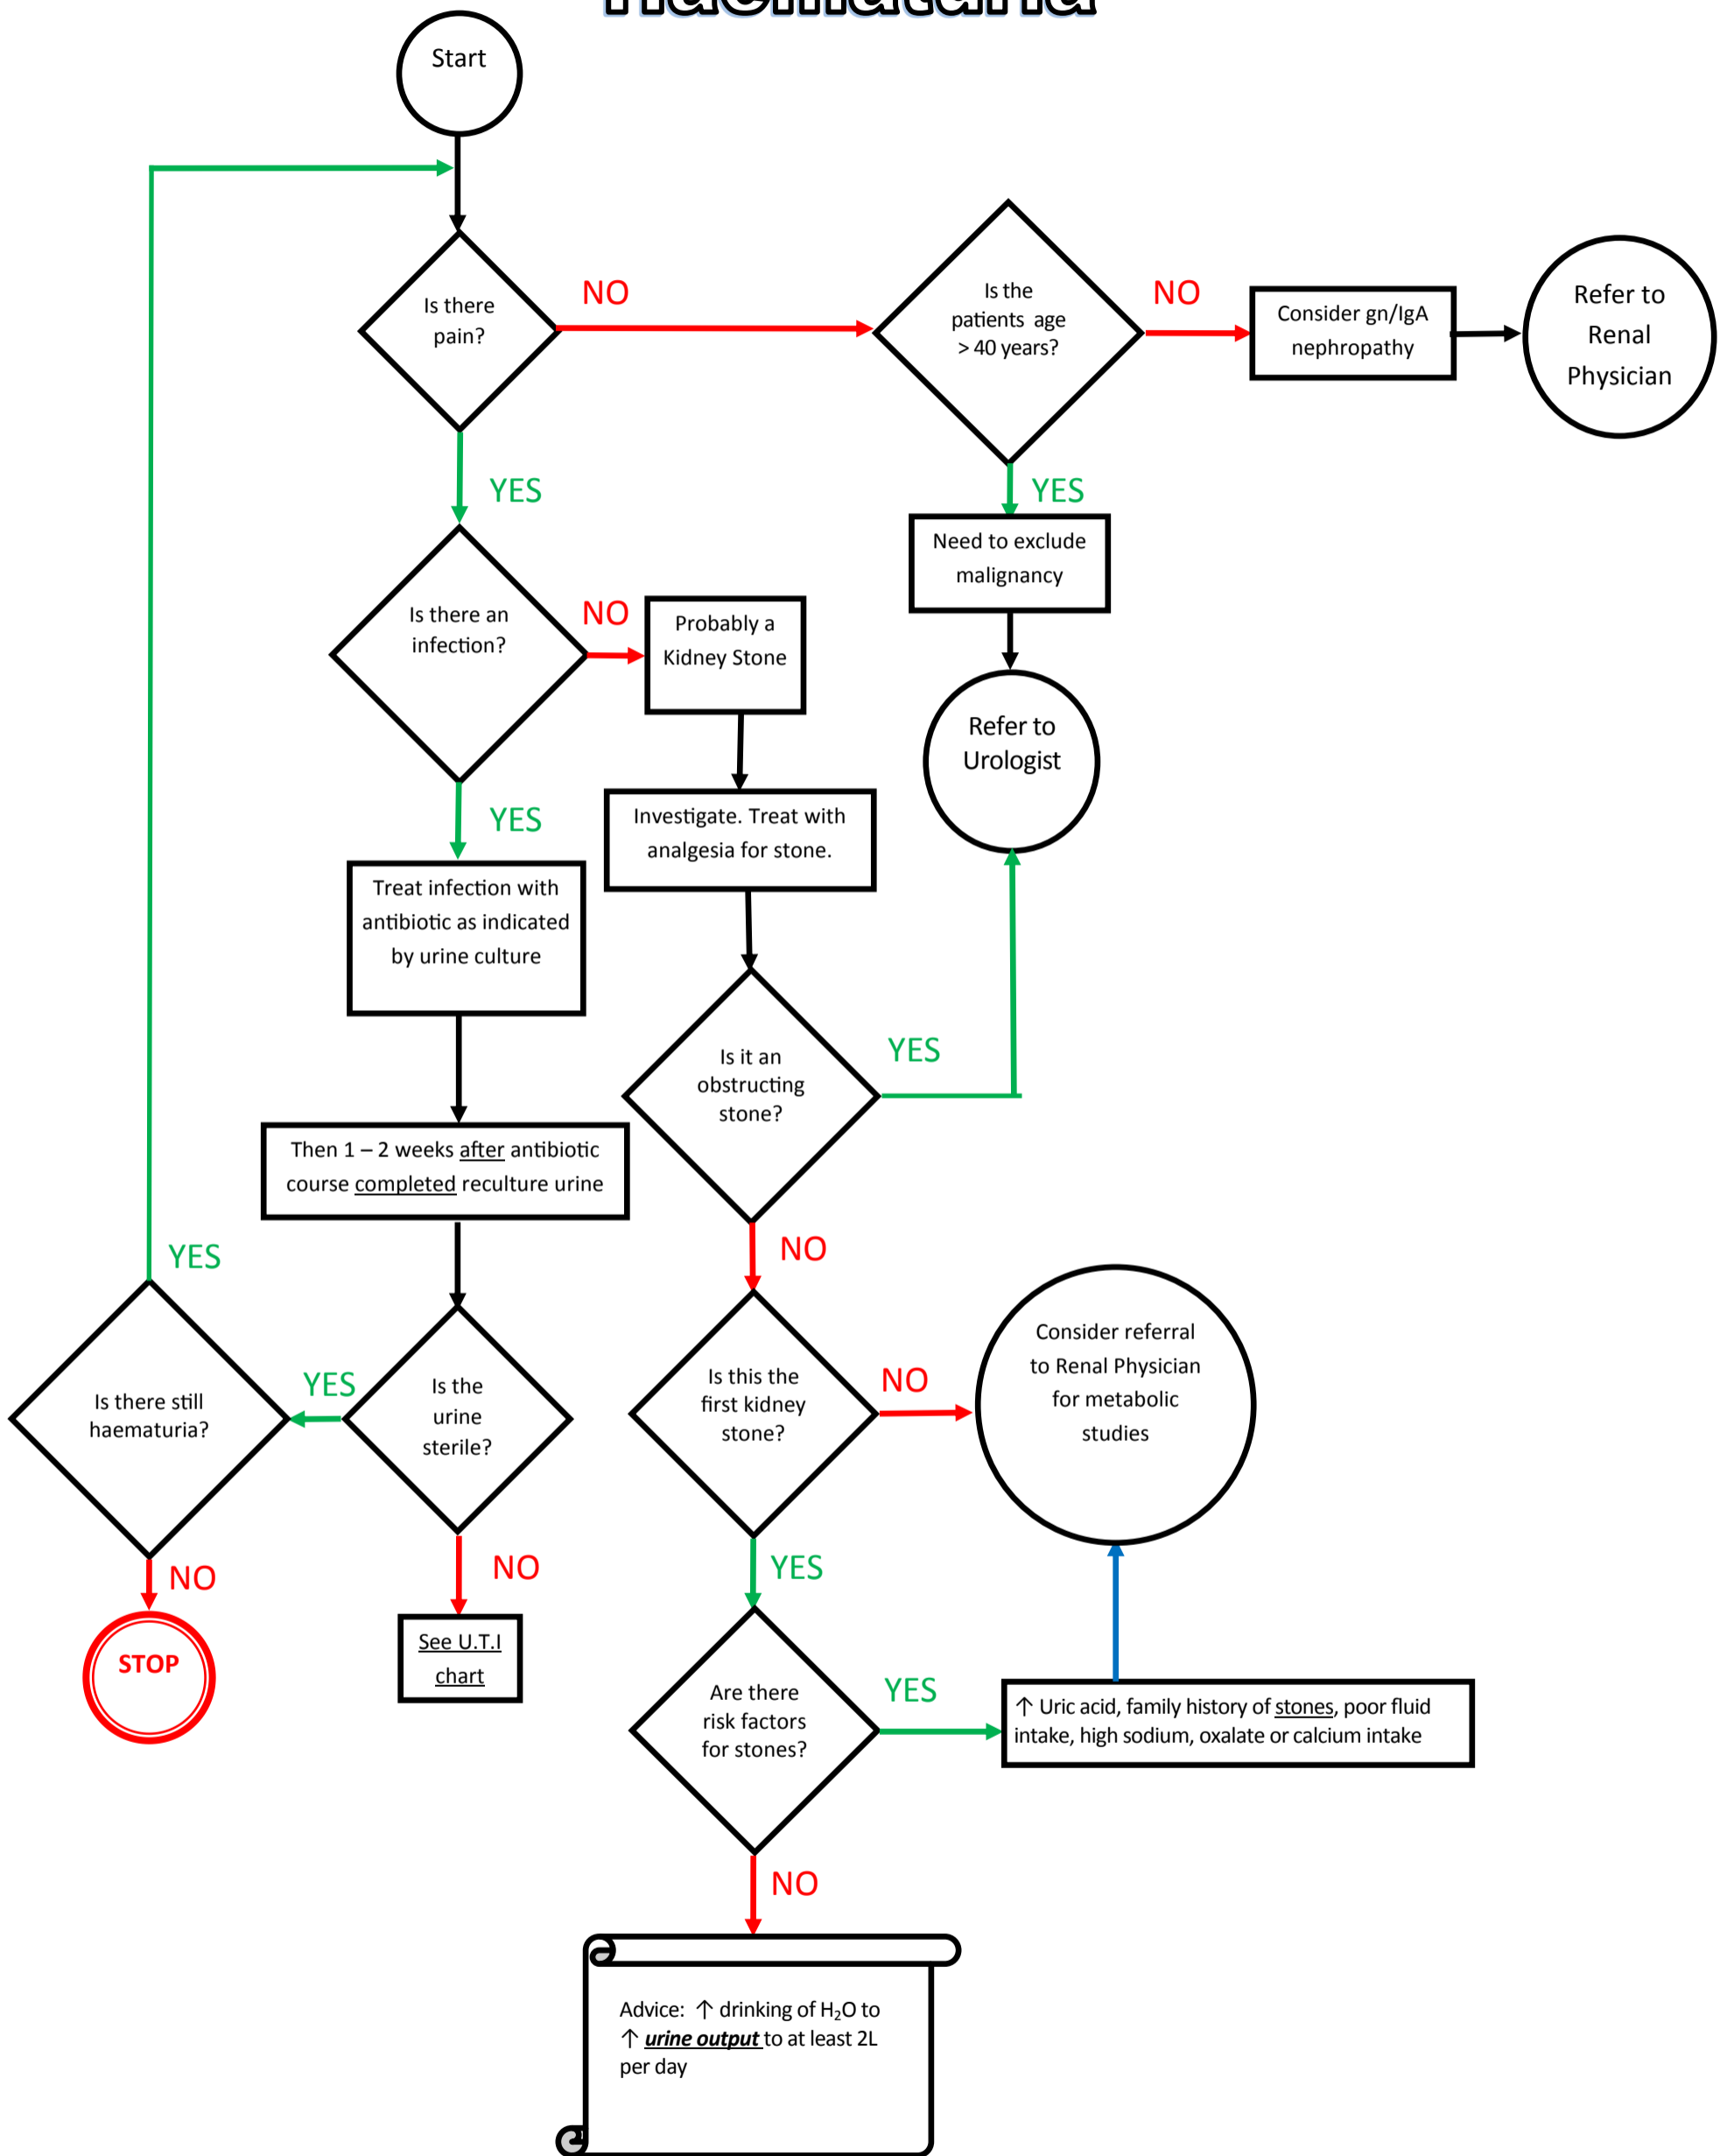 Haematuria
Start
Is there
pain?
NO
Is the
patients age
> 40 years?
NO
Consider gn/IgA
nephropathy
Refer to
Renal
Physician
YES
YES
Need to exclude
malignancy
Refer to
Urologist
Is there an
infection?
NO
Probably a
Kidney Stone
Investigate. Treat with
analgesia for stone.
YES
Treat infection with
antibiotic as indicated
by urine culture
Is it an
obstructing
stone?
YES
Then 1 – 2 weeks after antibiotic
course completed reculture urine
NO
YES
Is there still
haematuria?
YES
Is the
urine
sterile?
Is this the
first kidney
stone?
NO
Consider referral
to Renal Physician
for metabolic
studies
NO
STOP
NO
See U.T.I
chart
YES
Are there
risk factors
for stones?
YES
↑ Uric acid, family history of stones, poor fluid
intake, high sodium, oxalate or calcium intake
NO
Advice: ↑ drinking of H₂O to
↑ urine output to at least 2L
per day